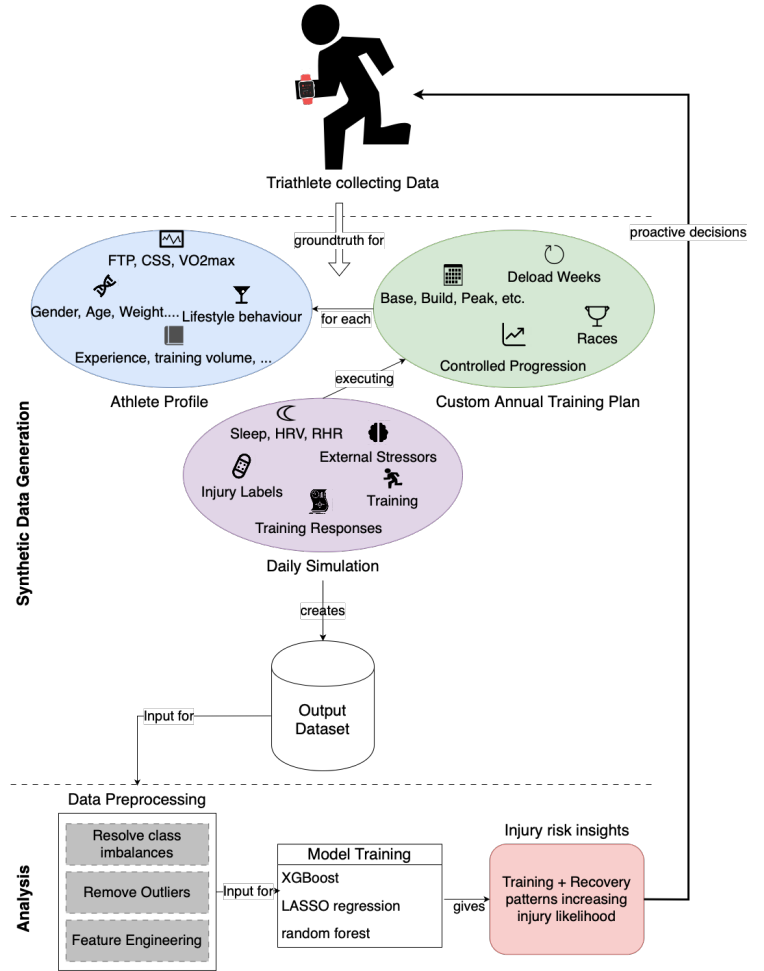 Triathlete collecting Data
proactive decisions
groundtruth for
FTP, CSS, VO2max
Gender, Age, Weight....
Lifestyle behaviour
Experience, training volume, ...
Athlete Profile
for each
Deload Weeks
Base, Build, Peak, etc.
Races
Controlled Progression
Custom Annual Training Plan
executing
Synthetic Data Generation
Sleep, HRV, RHR
External Stressors
Injury Labels
Training
Training Responses
Daily Simulation
creates
Output
Dataset
Input for
Analysis
Data Preprocessing
Resolve class
imbalances
Remove Outliers
Feature Engineering
Input for
Model Training
XGBoost
LASSO regression
random forest
gives
Injury risk insights
Training + Recovery
patterns increasing
injury likelihood